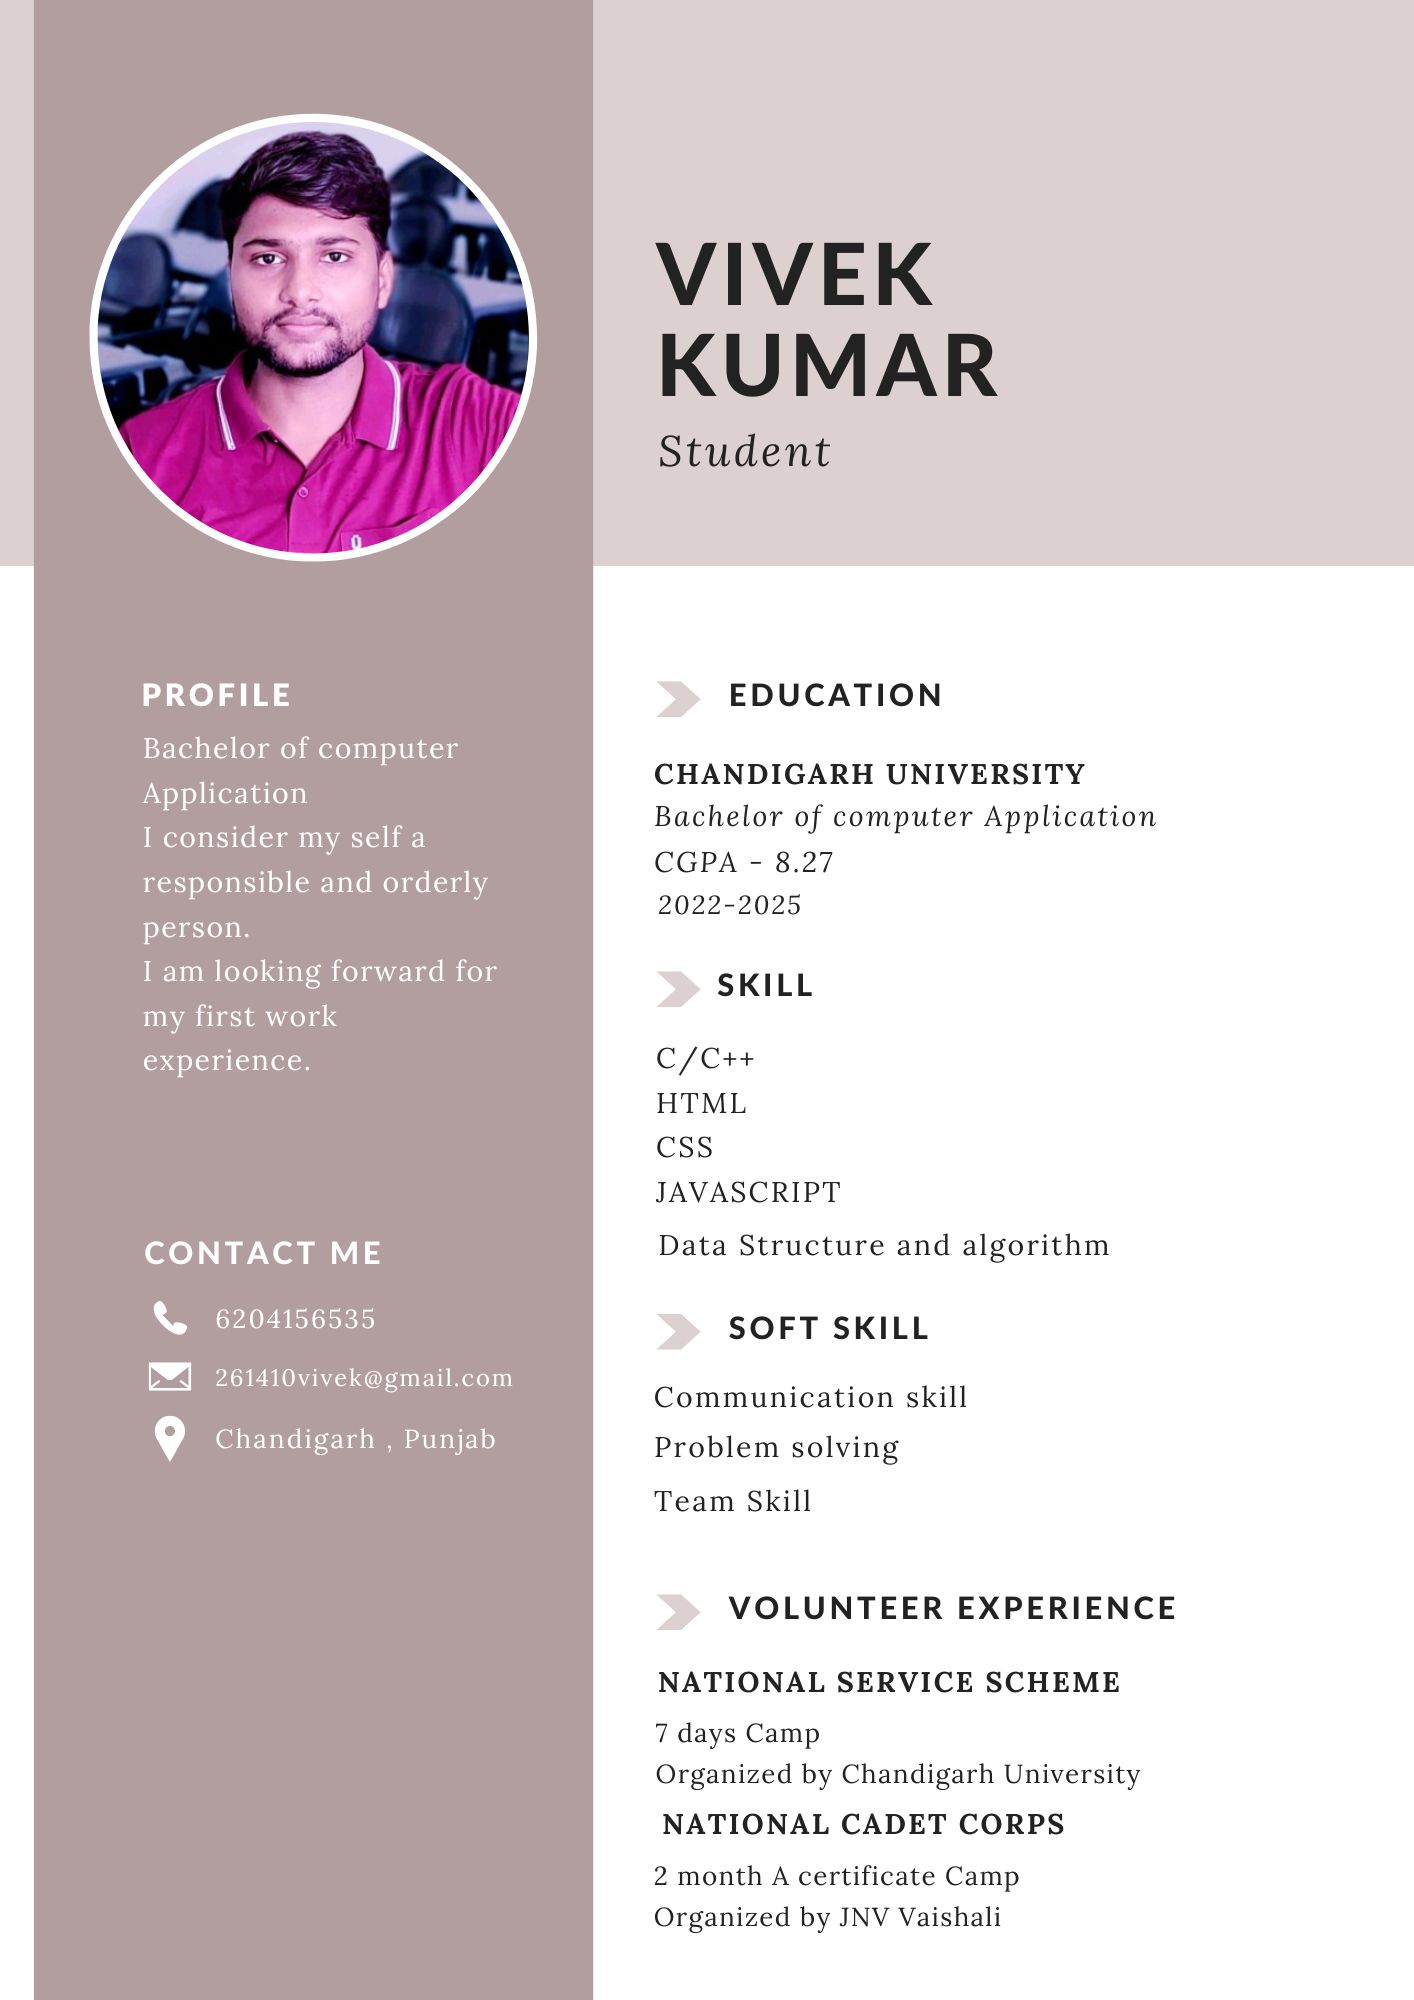 VIVEK
KUMAR
Student
PROFILE
Bachelor of computer
Application
I consider my self a
responsible and orderly
person.
I am looking forward for
my first work
experience.
CONTACT ME
6204156535
261410vivek@gmail.com
Chandigarh , Punjab
EDUCATION
CHANDIGARH UNIVERSITY
Bachelor of computer Application
CGPA - 8.27
2022-2025
SKILL
C/C++
HTML
CSS
JAVASCRIPT
Data Structure and algorithm
SOFT SKILL
Communication skill
Problem solving
Team Skill
VOLUNTEER EXPERIENCE
NATIONAL SERVICE SCHEME
7 days Camp
Organized by Chandigarh University
NATIONAL CADET CORPS
2 month A certificate Camp
Organized by JNV Vaishali